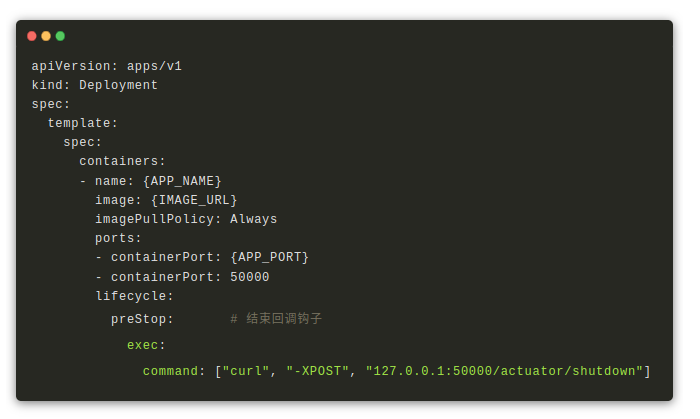 apiVersion: apps/v1
kind: Deployment
spec:
  template:
    spec:
      containers:
      - name: {APP_NAME}
        image: {IMAGE_URL}
        imagePullPolicy: Always
        ports:
        - containerPort: {APP_PORT}
        - containerPort: 50000
        lifecycle:
          preStop:       # 结束回调钩子
            exec:
              command: ["curl", "-XPOST", "127.0.0.1:50000/actuator/shutdown"]